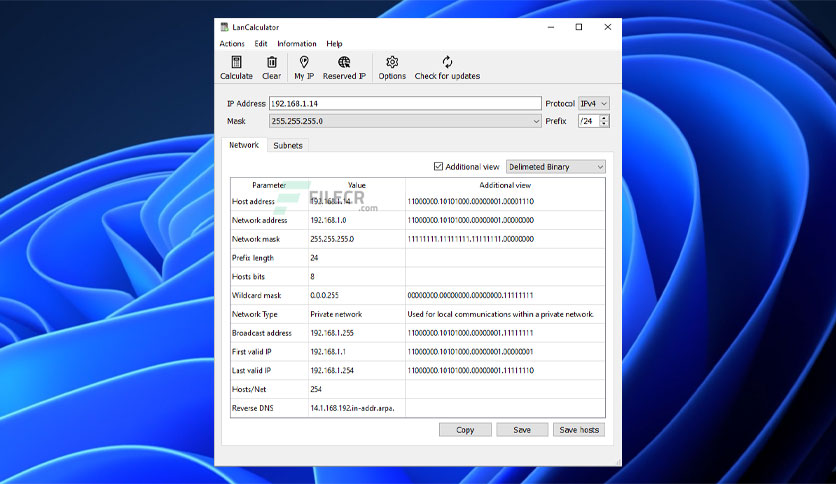 LanCalculator
Actions Edit Information Help
Calculate Clear My IP Reserved IP Options Check for updates
IP Address 192.168.1.14 Protocol IPv4
Mask 255.255.255.0 Prefix /24
Network Subnets
Additional view Delimeted Binary
Parameter Value Additional view
FILECR
.com
Host address 192.168.1.14 11000000.10101000.00000001.00001110
Network address 192.168.1.0 11000000.10101000.00000001.00000000
Network mask 255.255.255.0 11111111.11111111.11111111.00000000
Prefix length 24
Hosts bits 8
Wildcard mask 0.0.0.255 00000000.00000000.00000000.11111111
Network Type Private network Used for local communications within a private network.
Broadcast address 192.168.1.255 11000000.10101000.00000001.11111111
First valid IP 192.168.1.1 11000000.10101000.00000001.00000001
Last valid IP 192.168.1.254 11000000.10101000.00000001.11111110
Hosts/Net 254
Reverse DNS 14.1.168.192.in-addr.arpa.
Copy Save Save hosts